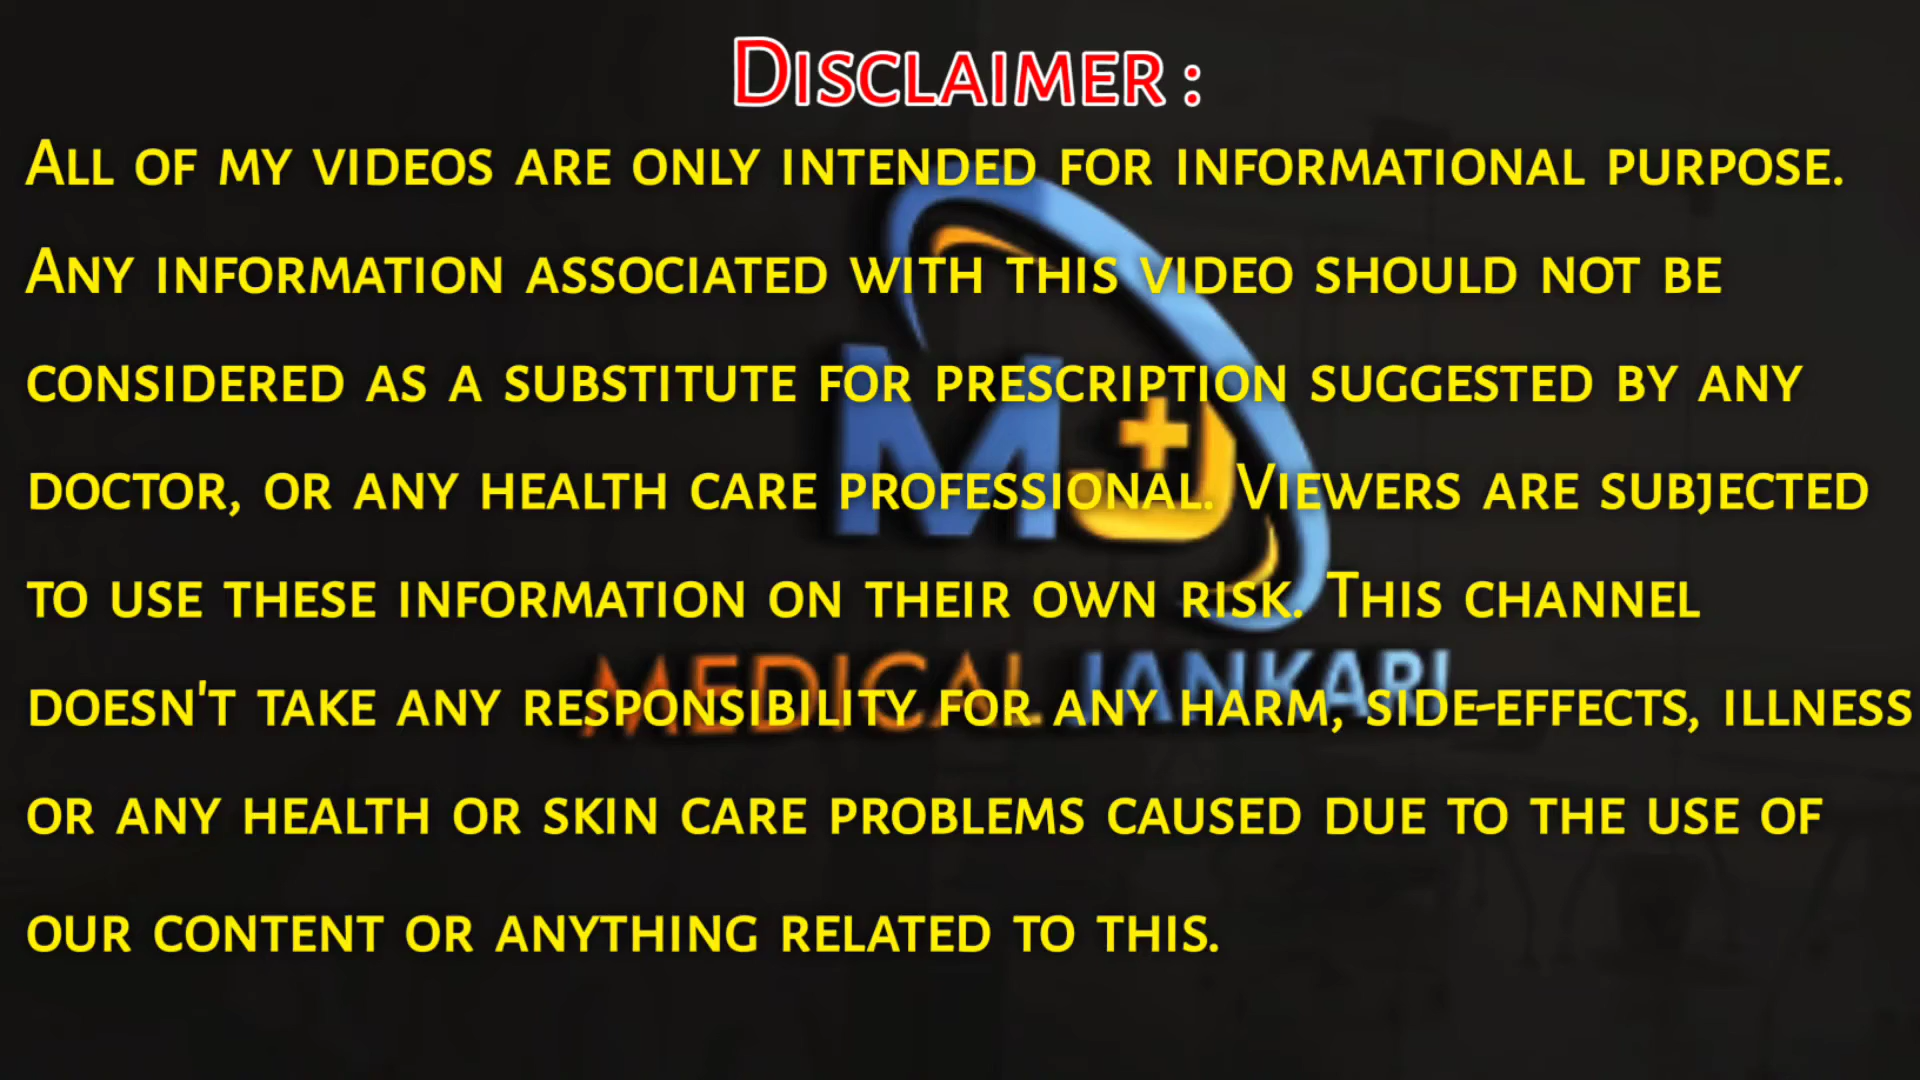 Disclaimer :
All of my videos are only intended for informational purpose.
Any information associated with this video should not be
considered as a substitute for prescription suggested by any
doctor, or any health care professional. Viewers are subjected
to use these information on their own risk. This channel
doesn't take any responsibility for any harm, side-effects, illness
or any health or skin care problems caused due to the use of
our content or anything related to this.
MJ
MEDICAL JANKARI